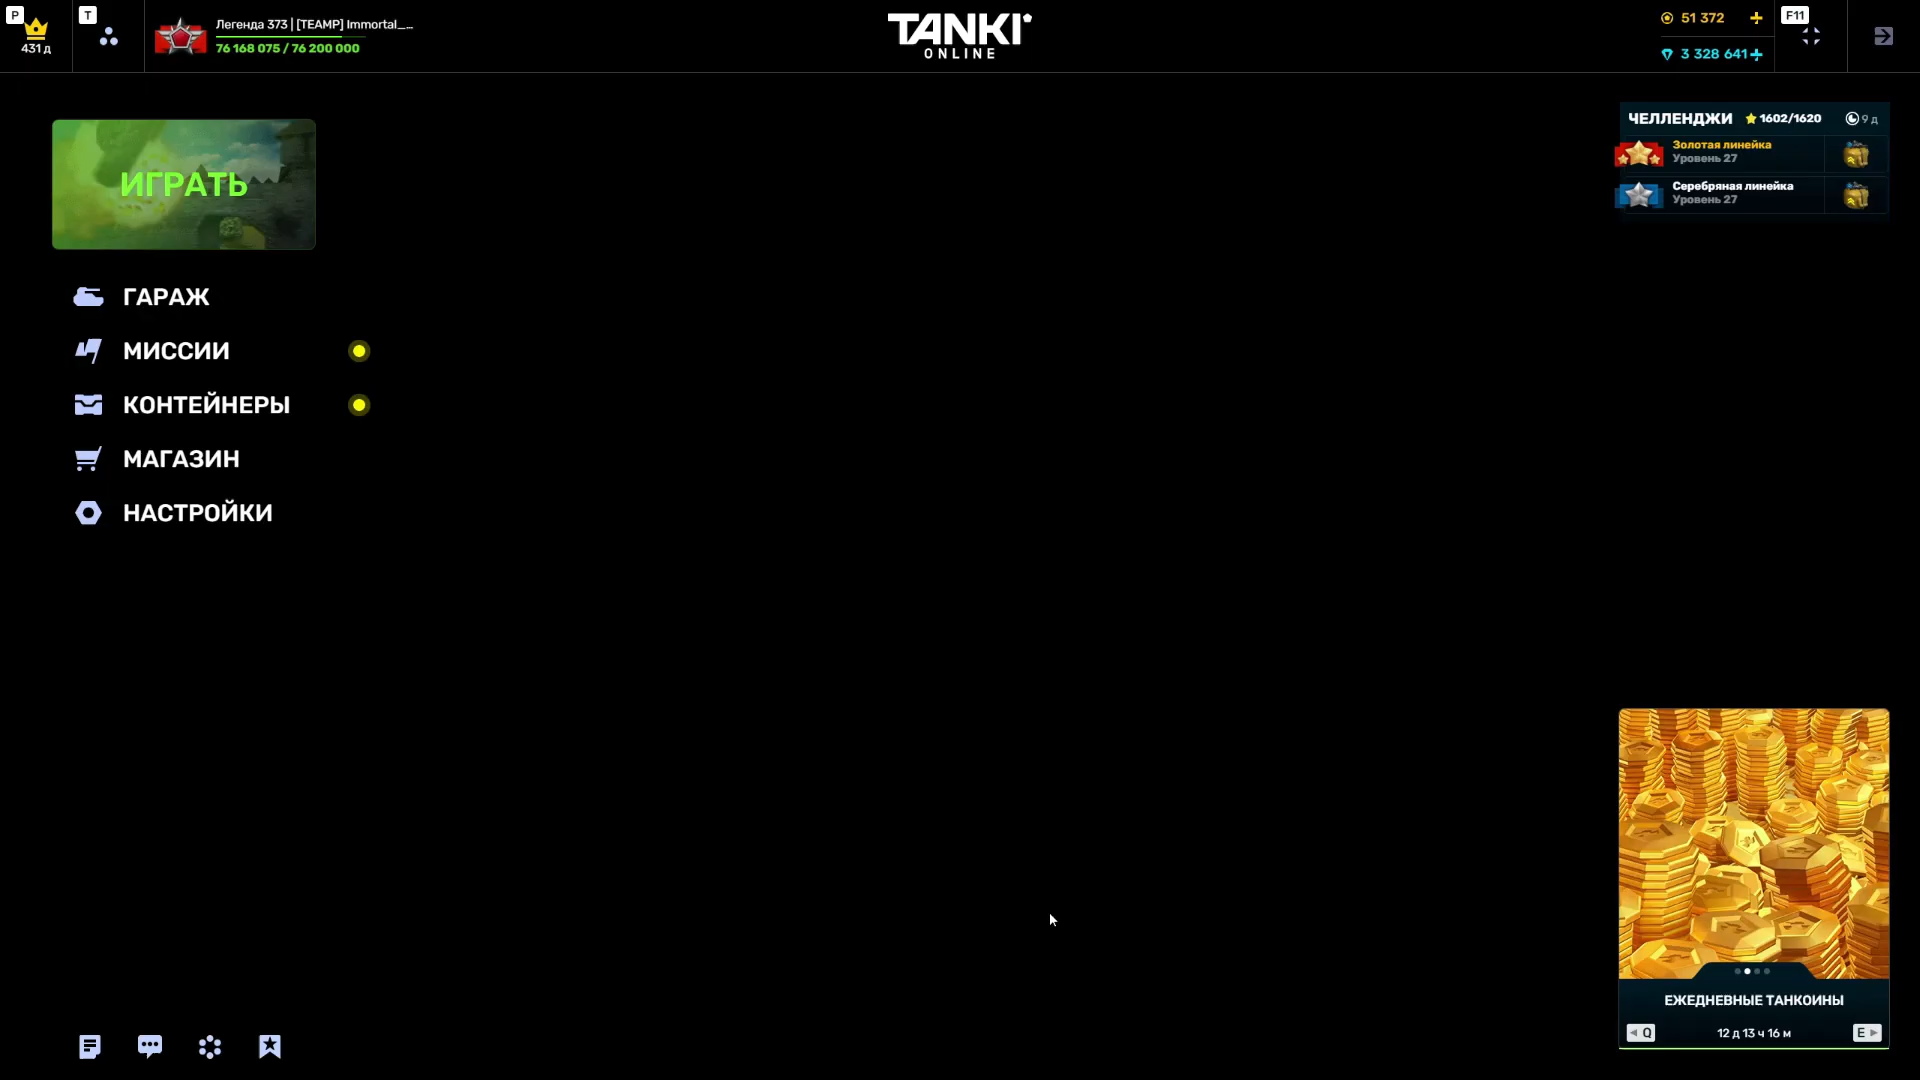 P
431 д
T
Легенда 373 | [TEAMP] Immortal_...
76 168 075 / 76 200 000
TANKI
ONLINE
51 372
3 328 641
F11
ИГРАТЬ
ГАРАЖ
МИССИИ
КОНТЕЙНЕРЫ
МАГАЗИН
НАСТРОЙКИ
ЧЕЛЛЕНДЖИ 1602/1620 9 д
Золотая линейка
Уровень 27
Серебряная линейка
Уровень 27
ЕЖЕДНЕВНЫЕ ТАНКОИНЫ
Q 12 д 13 ч 16 м E